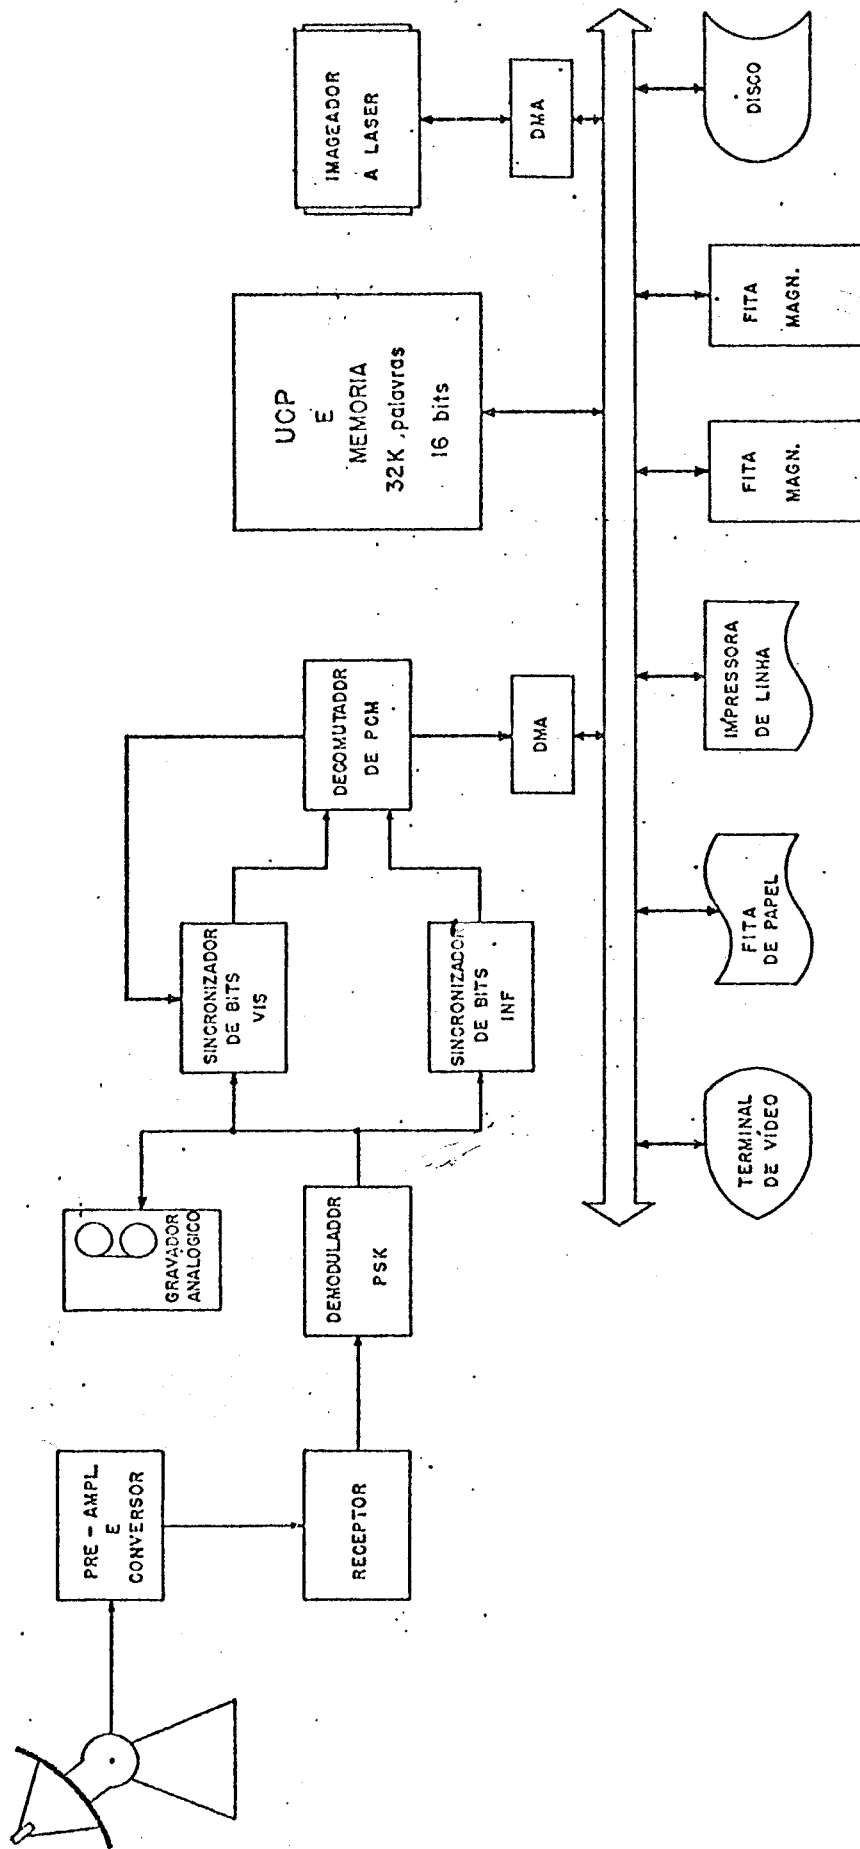 PRE-AMPL.
E
CONVERSOR
RECEPTOR
GRAVADOR
ANALÓGICO
DEMODULADOR
PSK
SINCRONIZADOR
DE BITS
VIS
SINCRONIZADOR
DE BITS
INF
DECOMUTADOR
DE PCM
DMA
UCP
E
MEMORIA
32K palavras
16 bits
IMAGEADOR
A LASER
DMA
TERMINAL
DE VÍDEO
FITA
DE PAPEL
IMPRESSORA
DE LINHA
FITA
MAGN.
FITA
MAGN.
DISCO